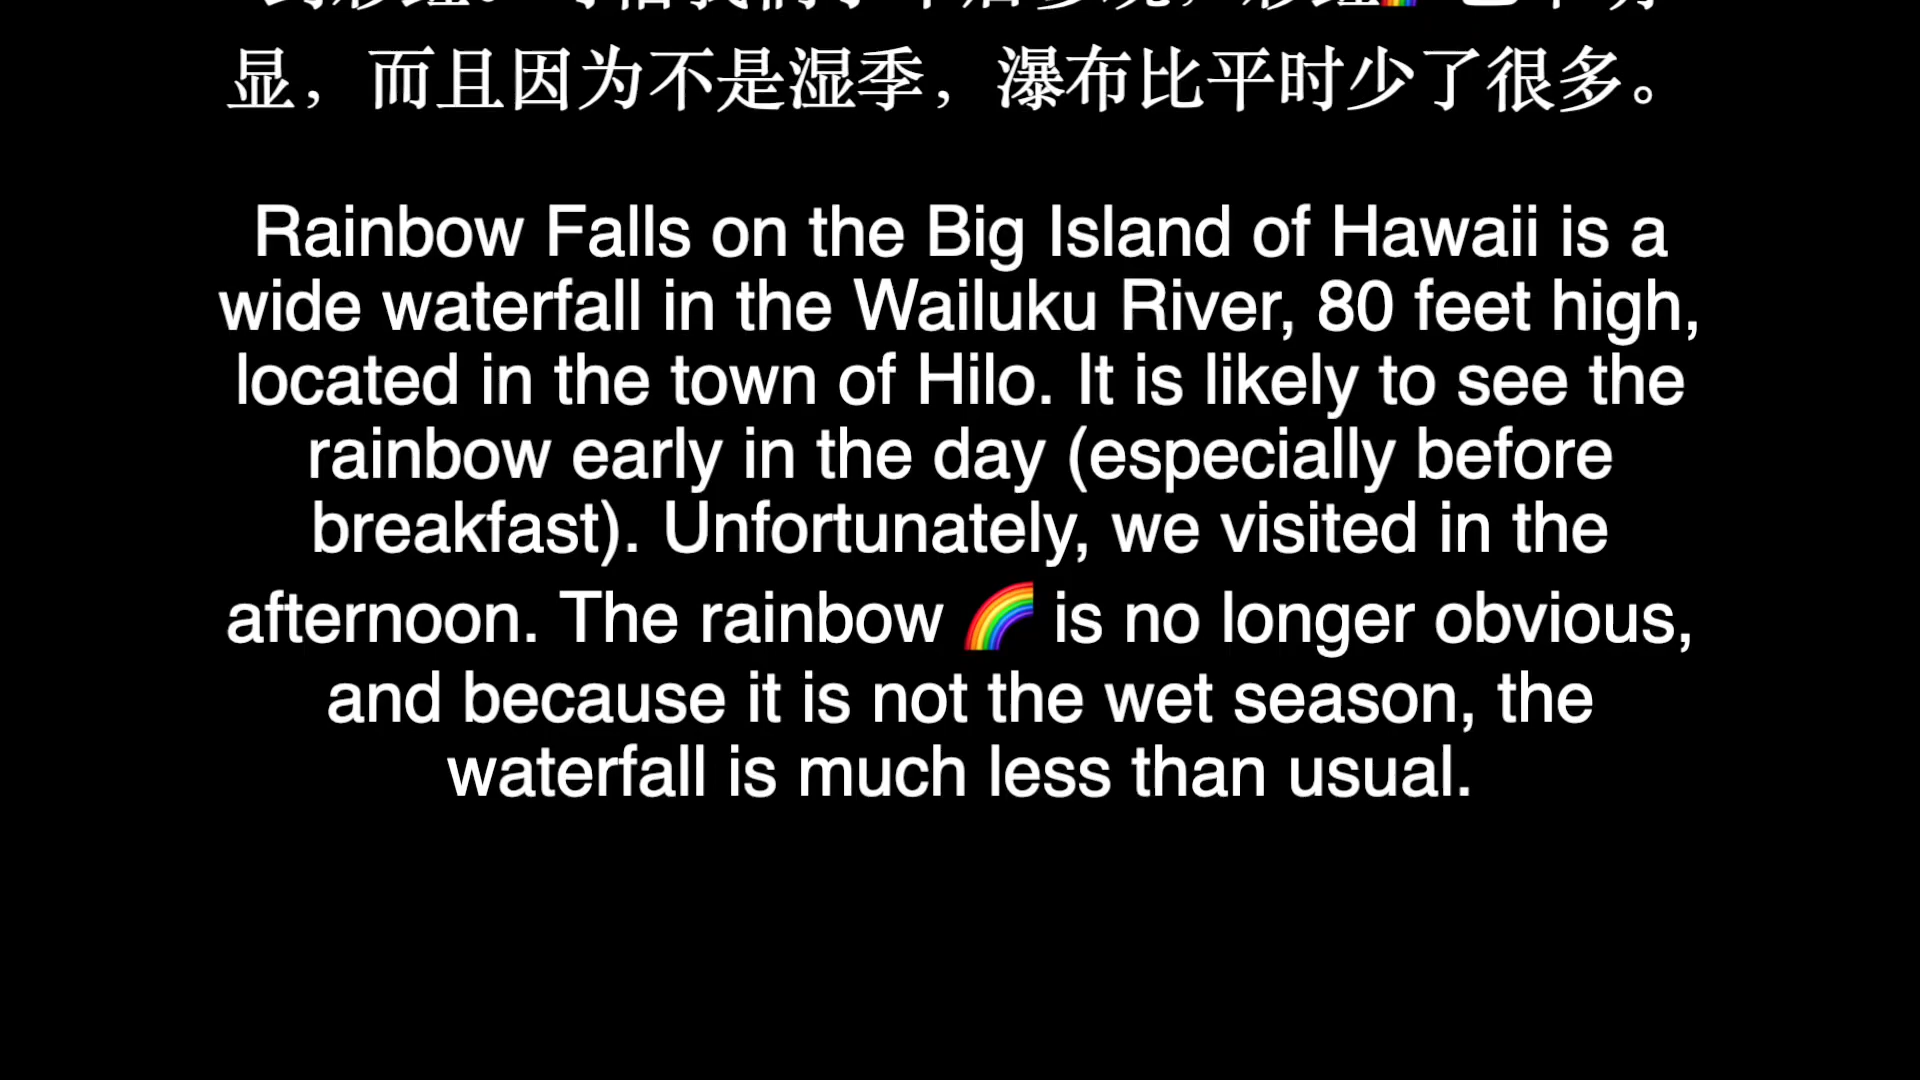 显，而且因为不是湿季，瀑布比平时少了很多。
Rainbow Falls on the Big Island of Hawaii is a
wide waterfall in the Wailuku River, 80 feet high,
located in the town of Hilo. It is likely to see the
rainbow early in the day (especially before
breakfast). Unfortunately, we visited in the
afternoon. The rainbow 🌈 is no longer obvious,
and because it is not the wet season, the
waterfall is much less than usual.